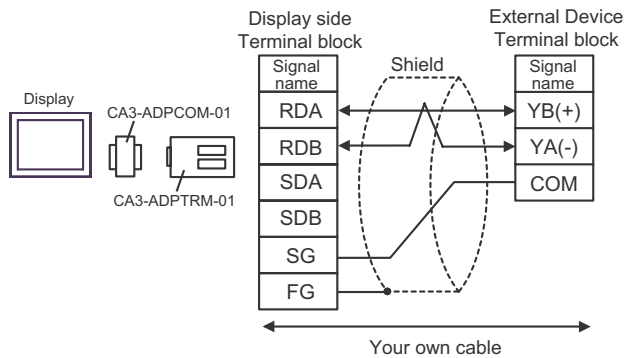 Display side
Terminal block
External Device
Terminal block
Signal
name
Shield
Signal
name
Display
CA3-ADPCOM-01
RDA
YB(+)
RDB
YA(-)
SDA
COM
CA3-ADPTRM-01
SDB
SG
FG
Your own cable